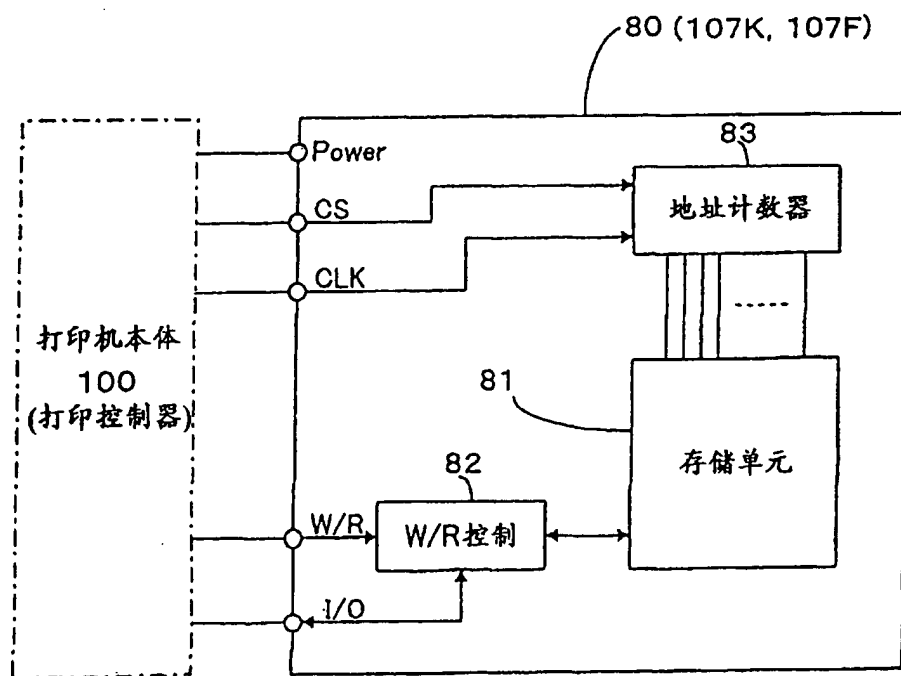 80 (107K, 107F)
Power
CS
CLK
83
地址计数器
打印机本体
100
(打印控制器)
81
存储单元
82
W/R
W/R控制
I/O